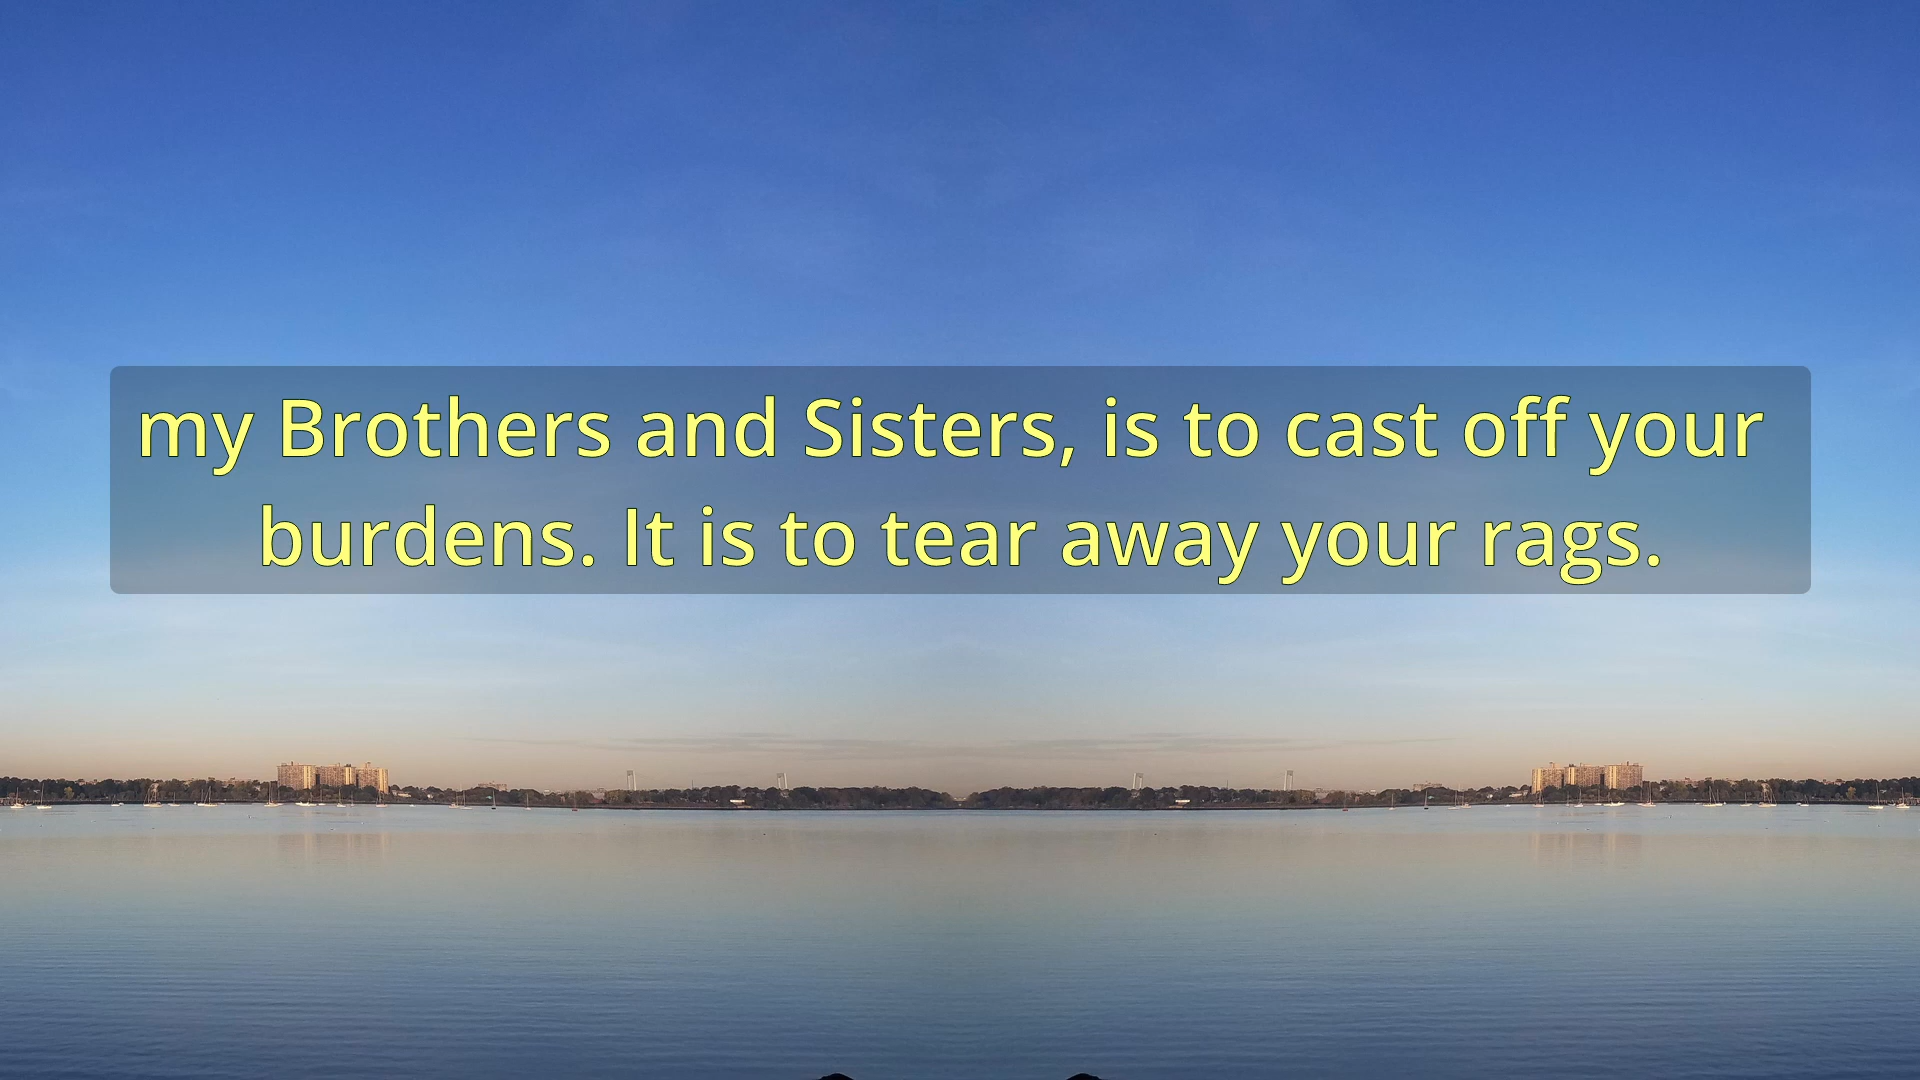 my Brothers and Sisters, is to cast off your
burdens. It is to tear away your rags.